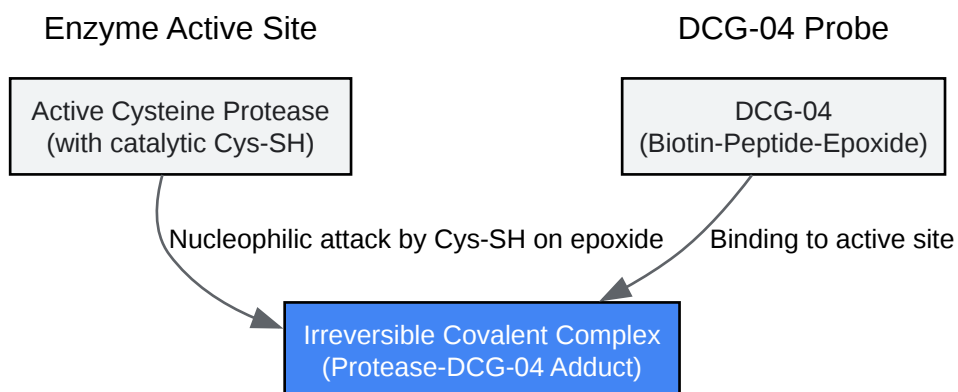 Enzyme Active Site
DCG-04 Probe
Active Cysteine Protease
(with catalytic Cys-SH)
DCG-04
(Biotin-Peptide-Epoxide)
Nucleophilic attack by Cys-SH on epoxide
Binding to active site
Irreversible Covalent Complex
(Protease-DCG-04 Adduct)